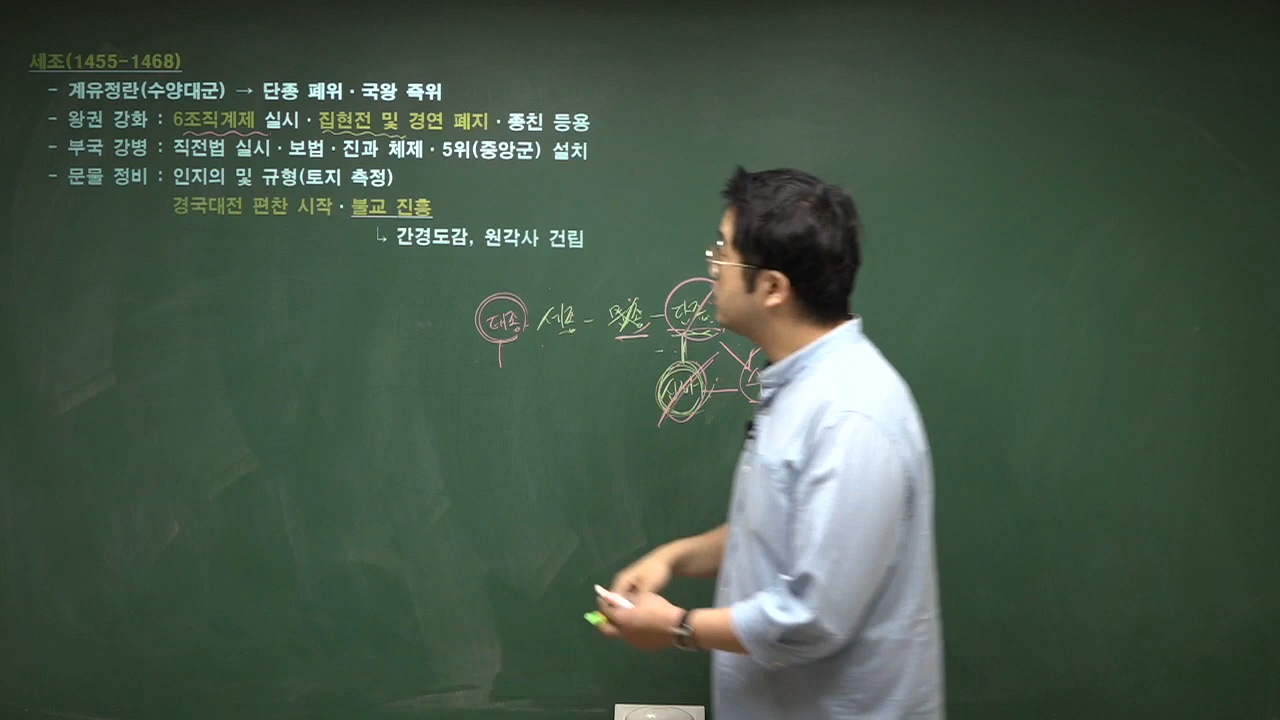 세조(1455-1468)
- 계유정란(수양대군) → 단종 폐위·국왕 즉위
- 왕권 강화 : 6조직계제 실시·집현전 및 경연 폐지·종친 등용
- 부국 강병 : 직전법 실시·보법·진관 체제·5위(중앙군) 설치
- 문물 정비 : 인지의 및 규형(토지 측정)
경국대전 편찬 시작·불교 진흥
↳ 간경도감, 원각사 건립
태종 세종 - 문종 - 단종